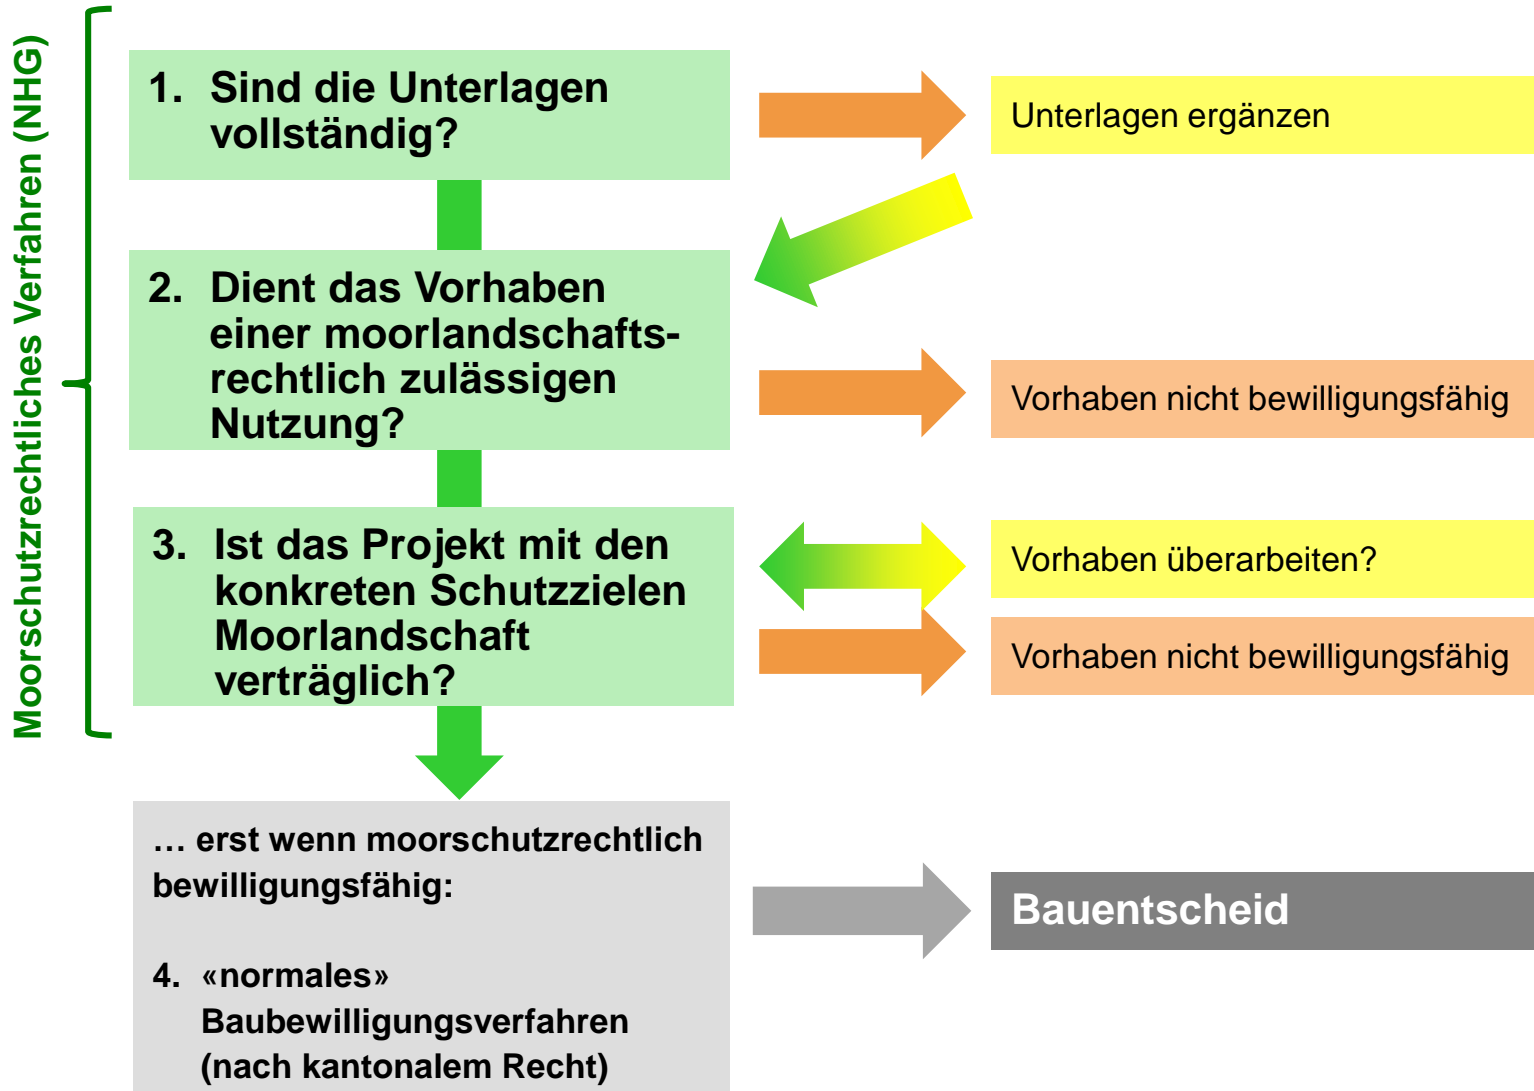 Moorschutzrechtliches Verfahren (NHG)
1. Sind die Unterlagen
vollständig?
Unterlagen ergänzen
2. Dient das Vorhaben
einer moorlandschafts-
rechtlich zulässigen
Nutzung?
Vorhaben nicht bewilligungsfähig
3. Ist das Projekt mit den
konkreten Schutzzielen
Moorlandschaft
verträglich?
Vorhaben überarbeiten?
Vorhaben nicht bewilligungsfähig
… erst wenn moorschutzrechtlich
bewilligungsfähig:
4. «normales»
Baubewilligungsverfahren
(nach kantonalem Recht)
Bauentscheid